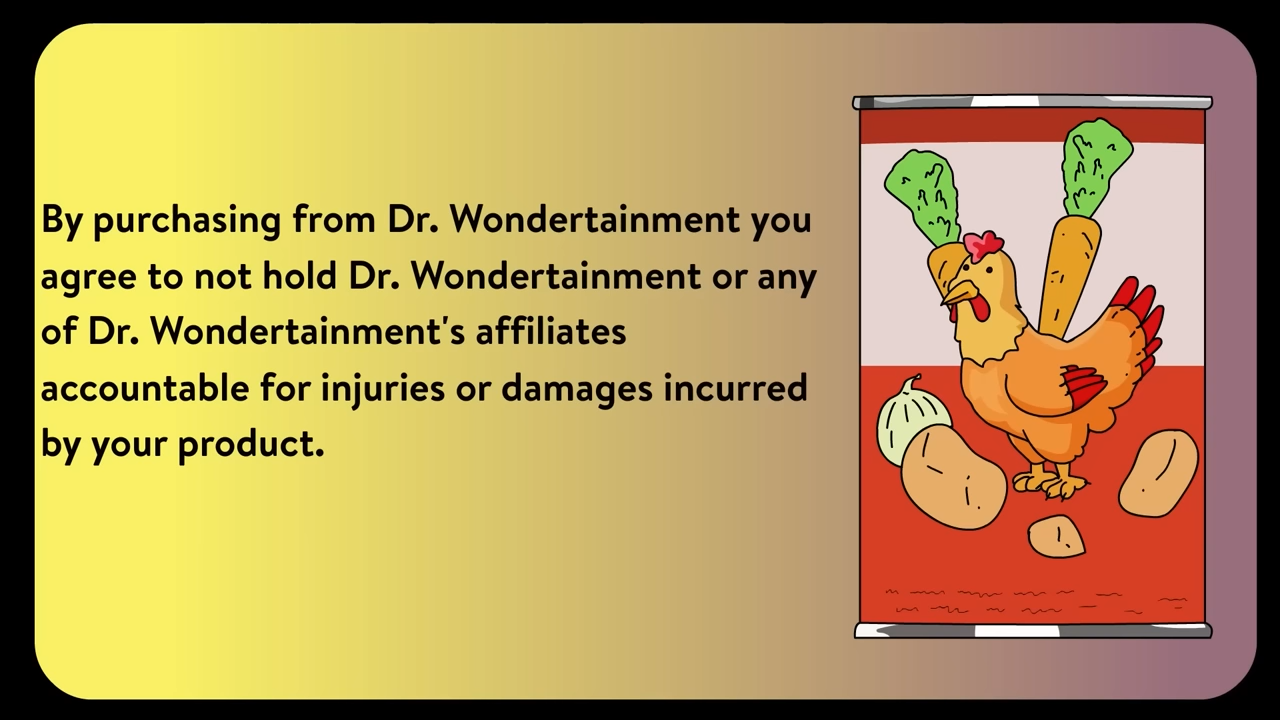 By purchasing from Dr. Wondertainment you
agree to not hold Dr. Wondertainment or any
of Dr. Wondertainment's affiliates
accountable for injuries or damages incurred
by your product.